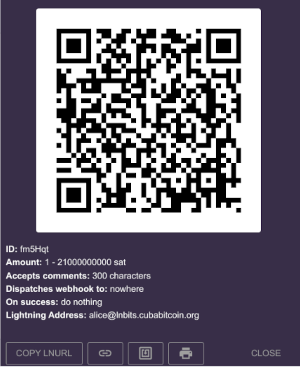 ID: fm5Hqt
Amount: 1 - 21000000000 sat
Accepts comments: 300 characters
Dispatches webhook to: nowhere
On success: do nothing
Lightning Address: alice@lnbits.cubabitcoin.org
COPY LNURL
CLOSE